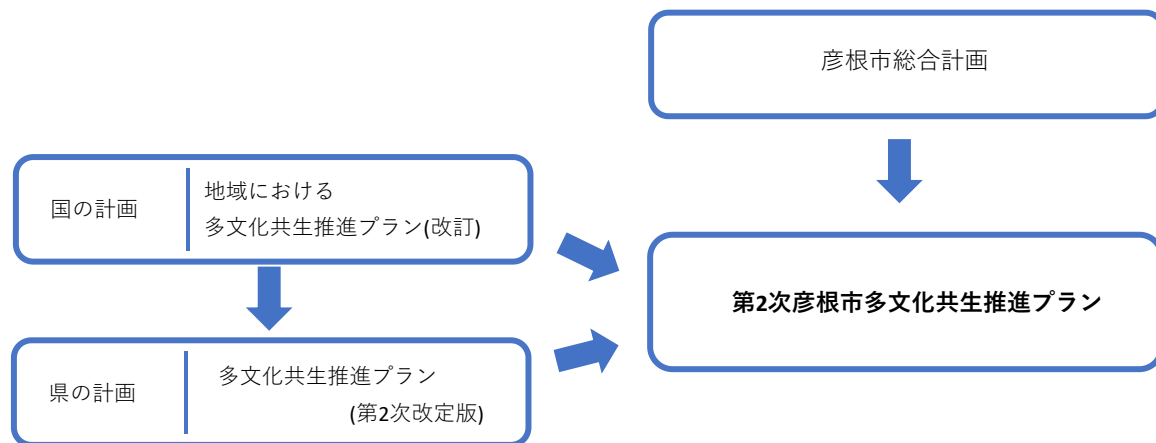 彦根市総合計画
国の計画
地域における
多文化共生推進プラン(改訂)
第2次彦根市多文化共生推進プラン
県の計画
多文化共生推進プラン
(第2次改定版)